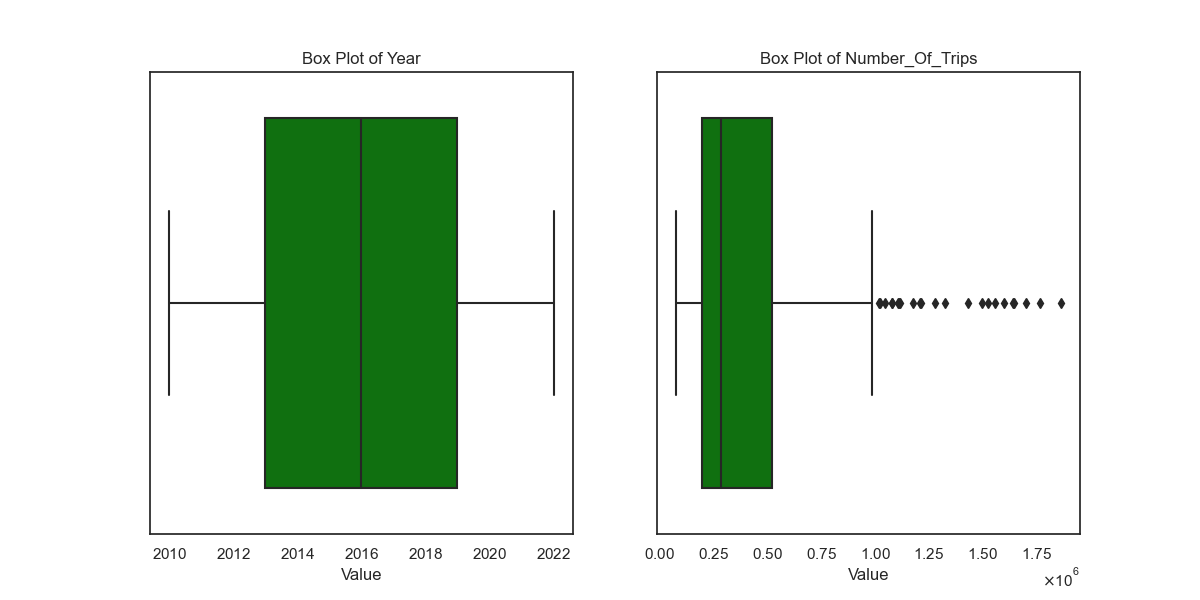 Box Plot of Year
2010 2012 2014 2016 2018 2020 2022
Value
Box Plot of Number_Of_Trips
0.00 0.25 0.50 0.75 1.00 1.25 1.50 1.75
Value
×10⁶